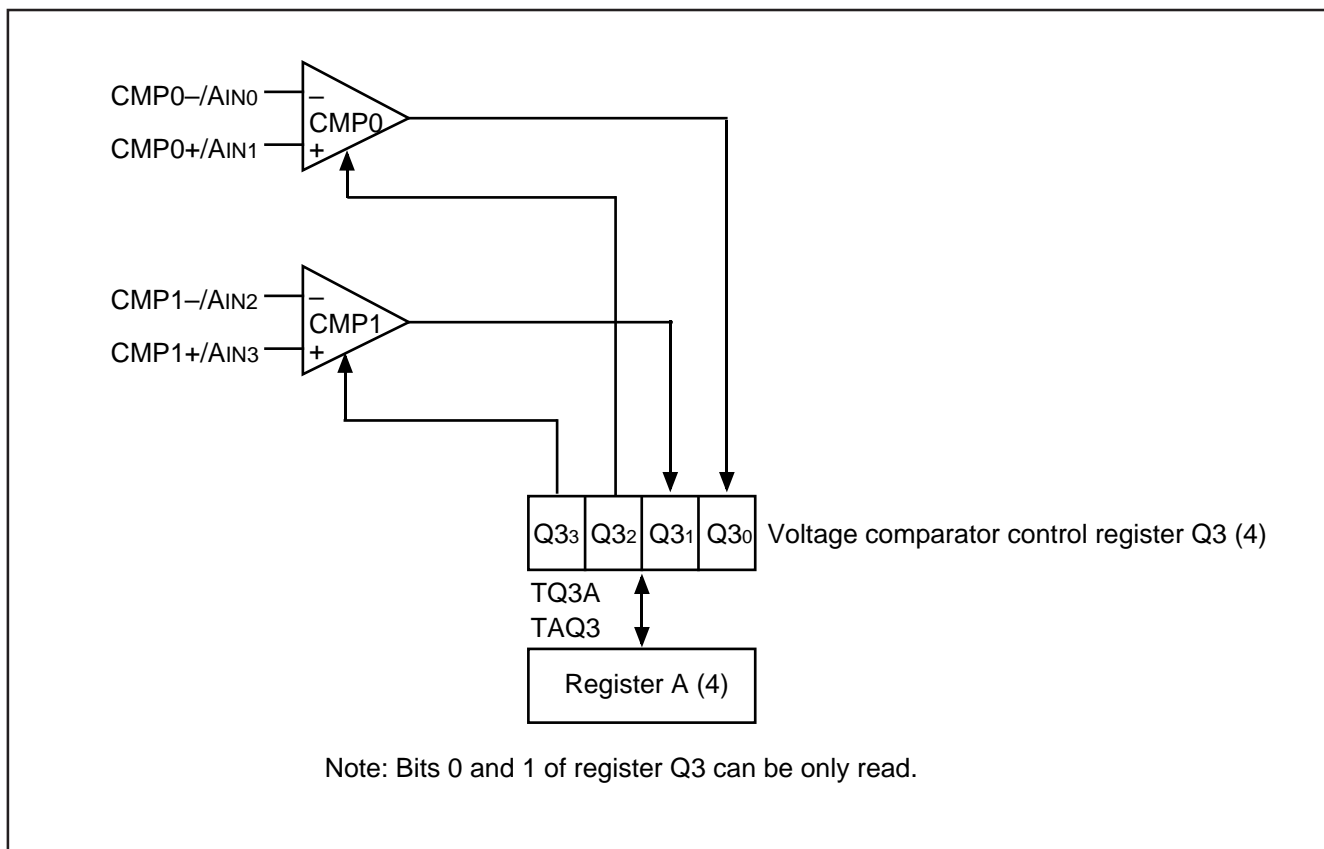 CMP0–/AIN0
–
CMP0
CMP0+/AIN1
+
CMP1–/AIN2
–
CMP1
CMP1+/AIN3
+
Q33 Q32 Q31 Q30 Voltage comparator control register Q3 (4)
TQ3A
TAQ3
Register A (4)
Note: Bits 0 and 1 of register Q3 can be only read.